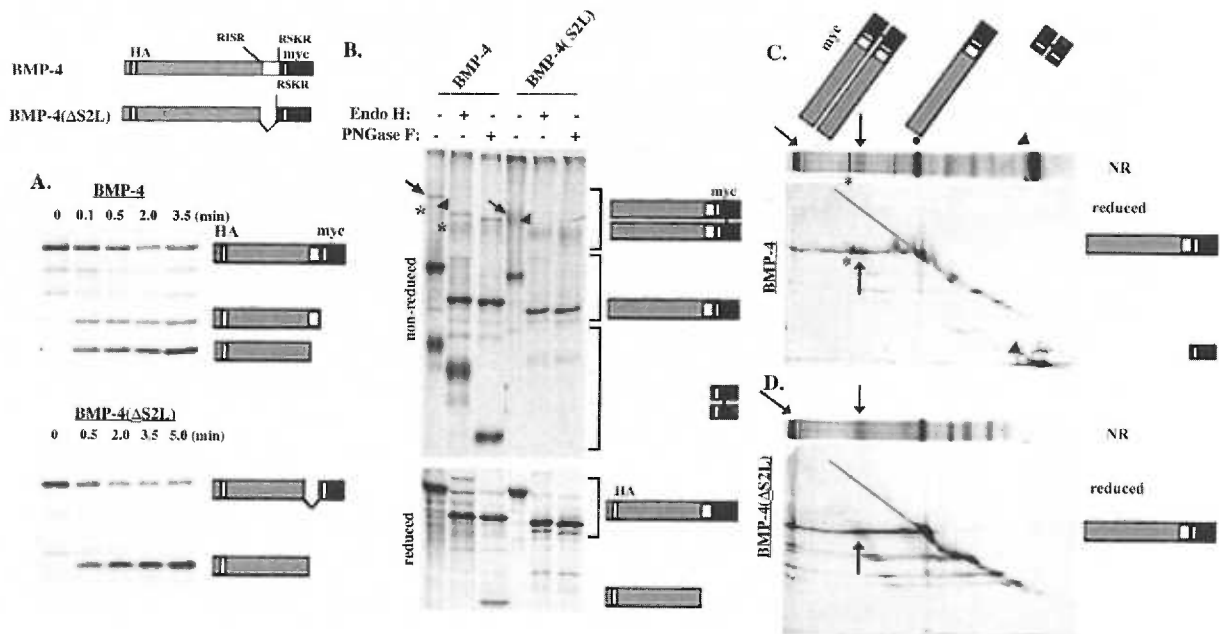 RISR RSKR
HA myc
BMP-4
RSKR
BMP-4(ΔS2L)
A.
BMP-4
0 0.1 0.5 2.0 3.5 (min)
HA myc
BMP-4(ΔS2L)
0 0.5 2.0 3.5 5.0 (min)
B.
BMP-4
BMP-4(S2L)
Endo H: - + - - + -
PNGase F: - - + - - +
myc
*
*
non-reduced
HA
reduced
C.
myc
NR
*
reduced
BMP-4
*
D.
NR
reduced
BMP-4(ΔS2L)